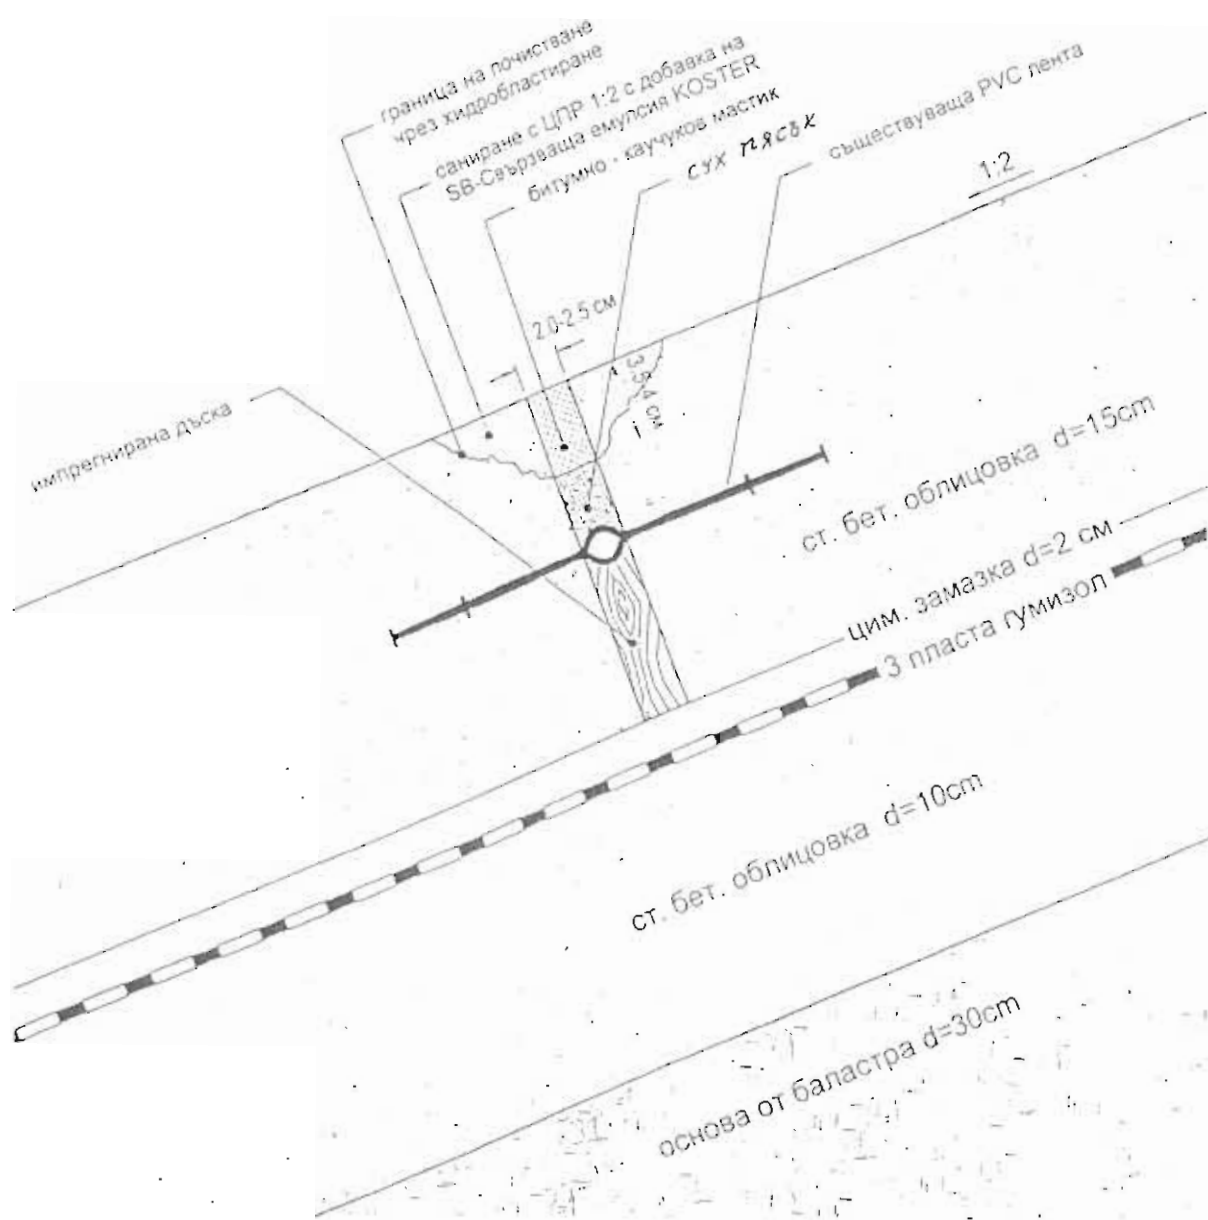 граница на почистване
чрез хидробластиране
саниране с ЦПР 1:2 с добавка на
SB-Свързваща емулсия KOSTER
битумно - каучуков мастик
сух пясък
съществуваща PVC лента
1:2
2.0-2.5 см
3.5-4 см
импрегнирана дъска
ст. бет. облицовка d=15cm
цим. замазка d=2 см
3 пласта гумизол
ст. бет. облицовка d=10cm
основа от баластра d=30cm